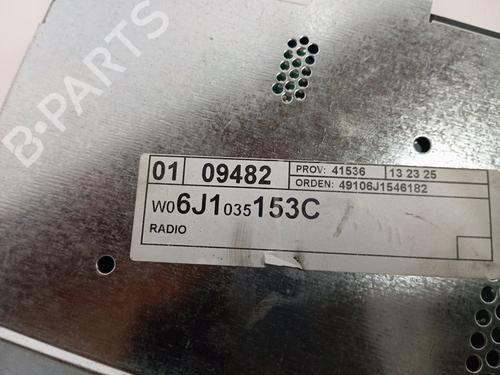 B-PARTS
01 09482 PROV: 41536 13 23 25
ORDEN: 49106J1546182
W06J1035153C
RADIO